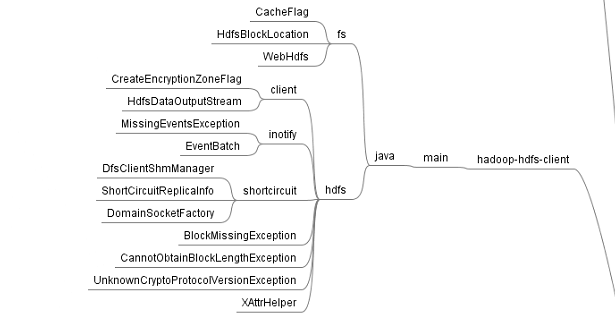 CacheFlag
HdfsBlockLocation
fs
WebHdfs
CreateEncryptionZoneFlag
client
HdfsDataOutputStream
MissingEventsException
inotify
EventBatch
java
main
hadoop-hdfs-client
DfsClientShmManager
ShortCircuitReplicaInfo
shortcircuit
hdfs
DomainSocketFactory
BlockMissingException
CannotObtainBlockLengthException
UnknownCryptoProtocolVersionException
XAttrHelper